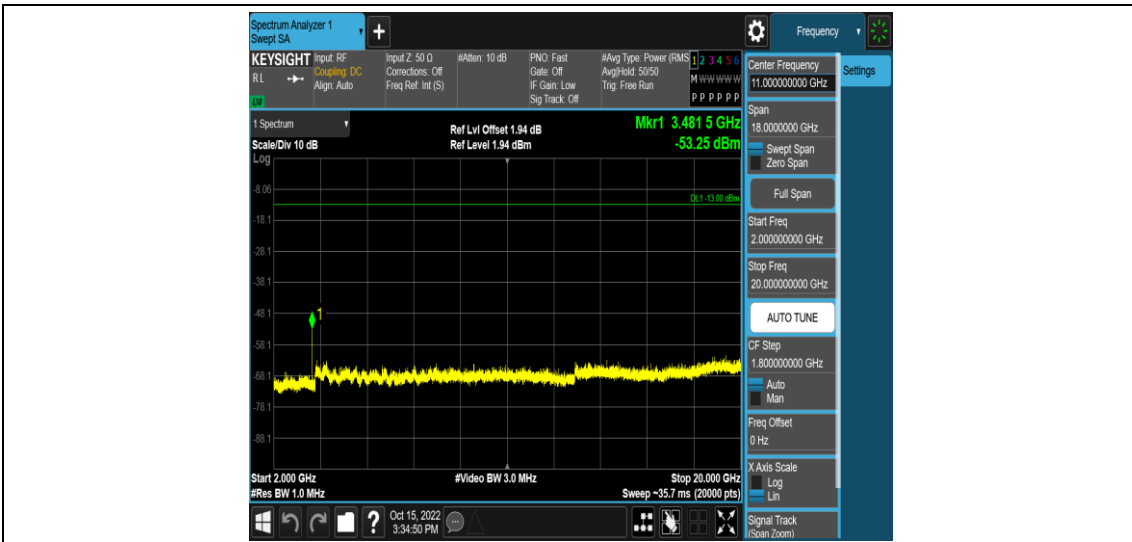 Spectrum Analyzer 1
Swept SA
+
Frequency
KEYSIGHT
RL
LNI
Input: RF
Coupling: DC
Align: Auto
Input Z: 50 Ω
Corrections: Off
Freq Ref: Int (S)
#Atten: 10 dB
PNO: Fast
Gate: Off
IF Gain: Low
Sig Track: Off
#Avg Type: Power (RMS
Avg|Hold: 50/50
Trig: Free Run
1 2 3 4 5 6
M W W W W W
P P P P P P
1 Spectrum
Scale/Div 10 dB
Log
Ref Lvl Offset 1.94 dB
Ref Level 1.94 dBm
Mkr1 3.481 5 GHz
-53.25 dBm
-8.06
DL1 -13.00 dBm
-18.1
-28.1
-38.1
-48.1
1
-58.1
-68.1
-78.1
-88.1
Start 2.000 GHz
#Res BW 1.0 MHz
#Video BW 3.0 MHz
Stop 20.000 GHz
Sweep ~35.7 ms (20000 pts)
?
Oct 15, 2022
3:34:50 PM
Center Frequency
11.000000000 GHz
Settings
Span
18.0000000 GHz
Swept Span
Zero Span
Full Span
Start Freq
2.000000000 GHz
Stop Freq
20.000000000 GHz
AUTO TUNE
CF Step
1.800000000 GHz
Auto
Man
Freq Offset
0 Hz
X Axis Scale
Log
Lin
Signal Track
(Span Zoom)